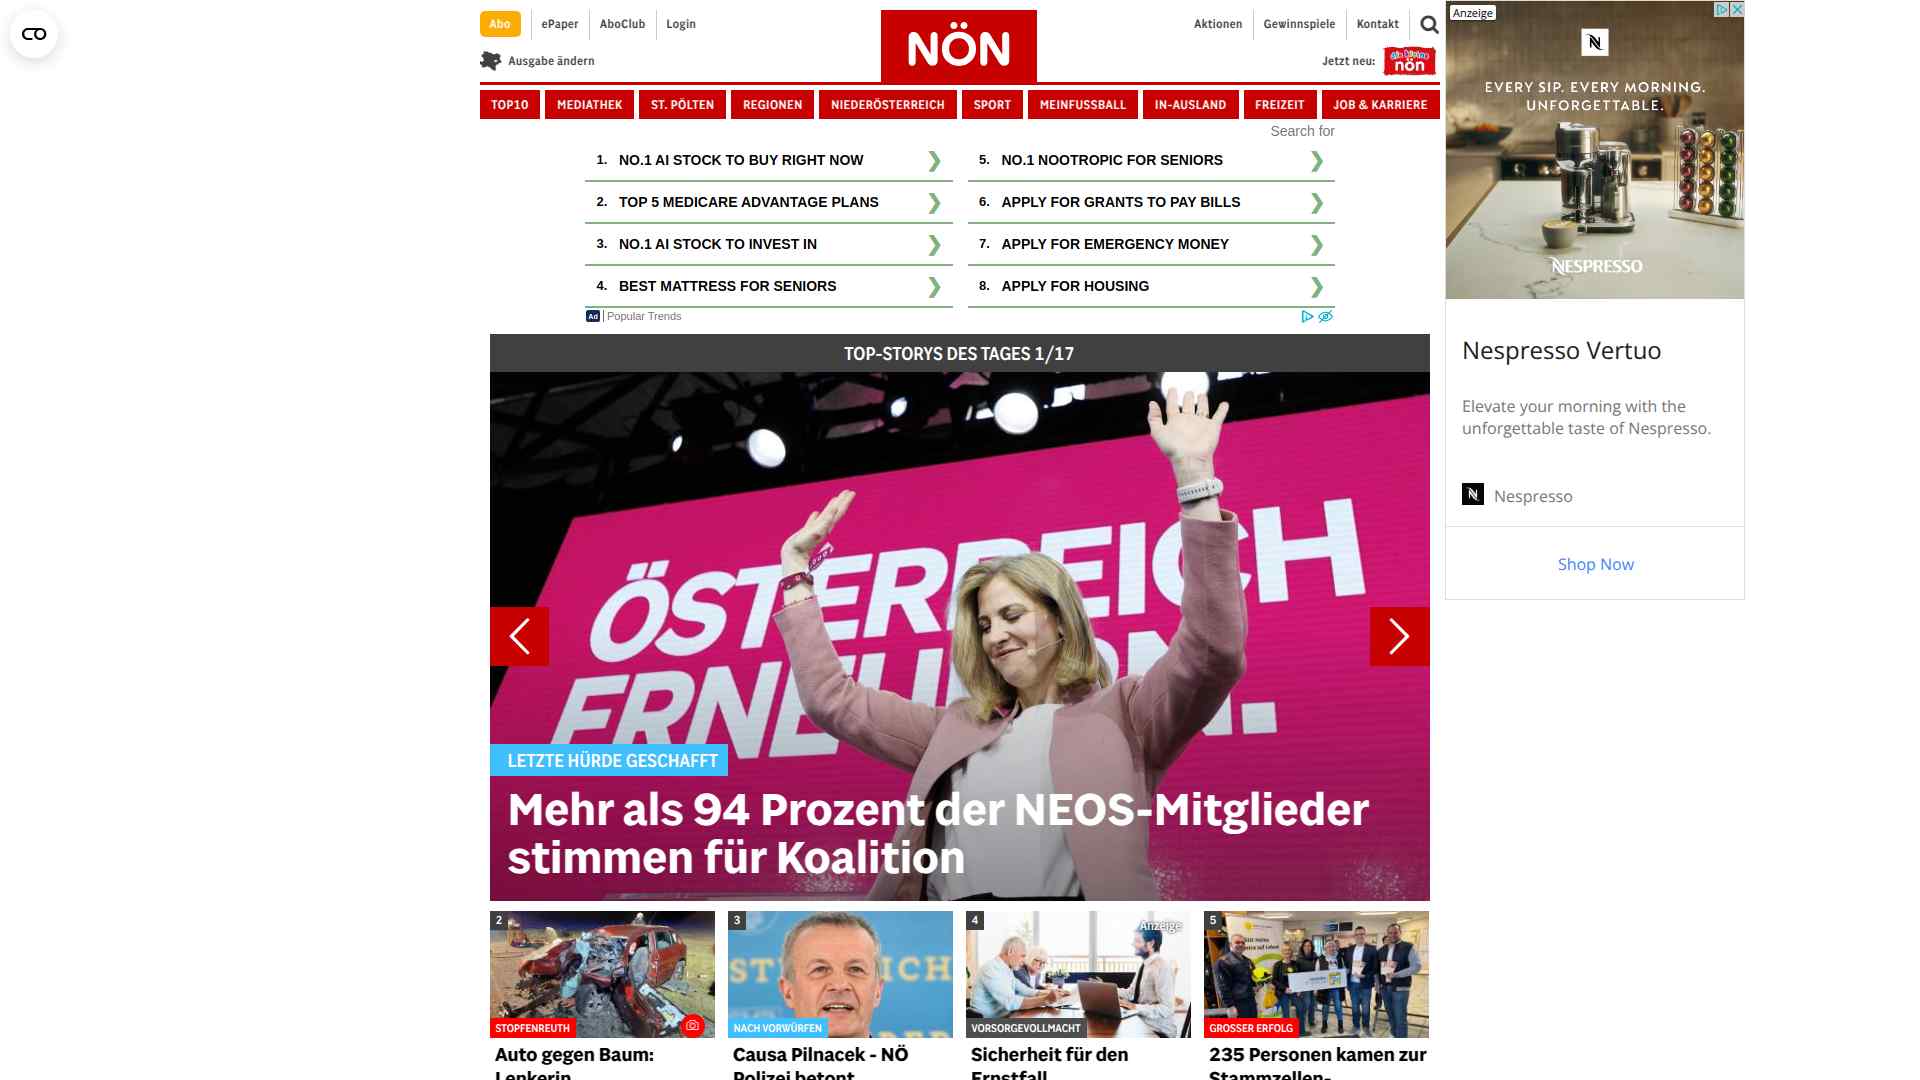 Abo
ePaper
AboClub
Login
NÖN
Aktionen
Gewinnspiele
Kontakt
Ausgabe ändern
Jetzt neu:
die kleine
nön
TOP10
MEDIATHEK
ST. PÖLTEN
REGIONEN
NIEDERÖSTERREICH
SPORT
MEINFUSSBALL
IN-AUSLAND
FREIZEIT
JOB & KARRIERE
Search for
1. NO.1 AI STOCK TO BUY RIGHT NOW
2. TOP 5 MEDICARE ADVANTAGE PLANS
3. NO.1 AI STOCK TO INVEST IN
4. BEST MATTRESS FOR SENIORS
5. NO.1 NOOTROPIC FOR SENIORS
6. APPLY FOR GRANTS TO PAY BILLS
7. APPLY FOR EMERGENCY MONEY
8. APPLY FOR HOUSING
Ad | Popular Trends
TOP-STORYS DES TAGES 1/17
ÖSTERREICH
LETZTE HÜRDE GESCHAFFT
Mehr als 94 Prozent der NEOS-Mitglieder
stimmen für Koalition
2
STOPFENREUTH
Auto gegen Baum:
Lenkerin
3
NACH VORWÜRFEN
Causa Pilnacek - NÖ
Polizei betont
4
Anzeige
VORSORGEVOLLMACHT
Sicherheit für den
Ernstfall
5
GROSSER ERFOLG
235 Personen kamen zur
Stammzellen-
Anzeige
EVERY SIP. EVERY MORNING.
UNFORGETTABLE.
NESPRESSO
Nespresso Vertuo
Elevate your morning with the
unforgettable taste of Nespresso.
Nespresso
Shop Now